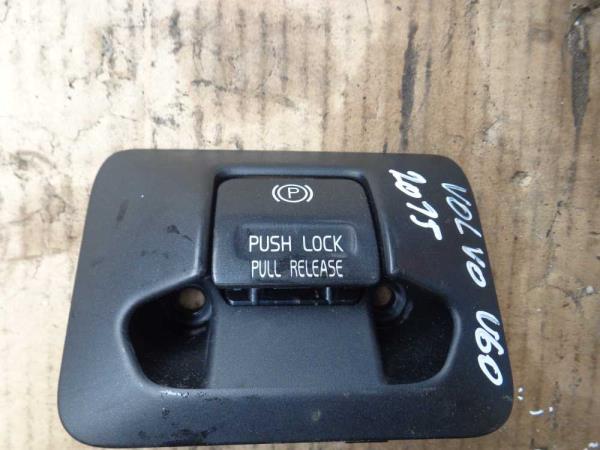 P
PUSH LOCK
PULL RELEASE
2015
VOLVO V60